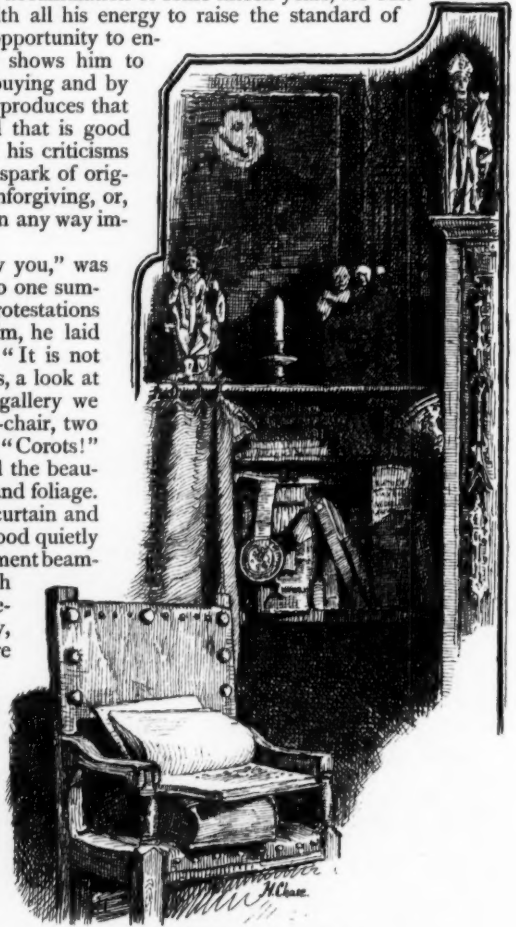 th all his energy to raise the standard of
opportunity to en-
shows him to
buying and by
produces that
that is good
his criticisms
spark of orig-
nforgiving, or,
n any way im-
y you," was
o one sum-
rotestations
m, he laid
"It is not
s, a look at
gallery we
-chair, two
"Corots!"
d the beau-
nd foliage.
curtain and
ood quietly
ment beam-
h
e-
y,
re
H. Chase